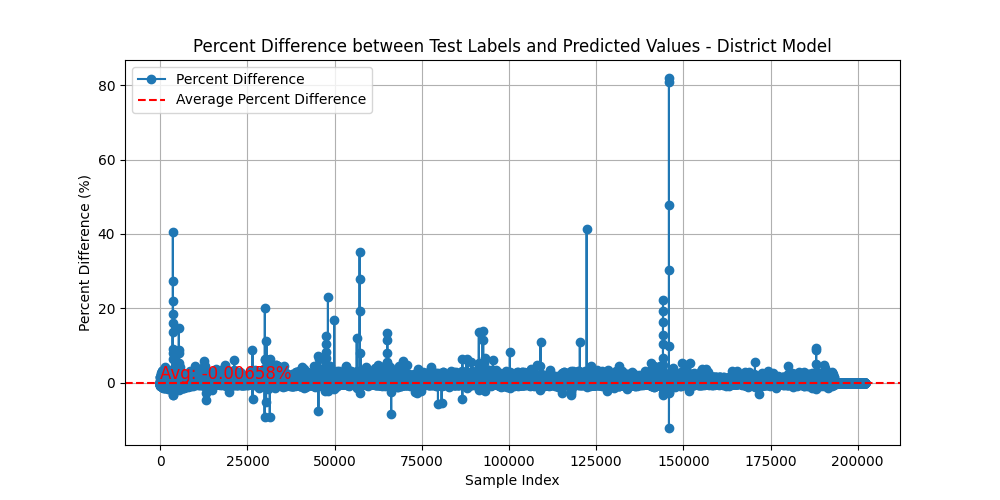 Percent Difference between Test Labels and Predicted Values - District Model
Percent Difference
Average Percent Difference
Percent Difference (%)
80
60
40
20
0
Avg: -0.00658%
0
25000
50000
75000
100000
125000
150000
175000
200000
Sample Index